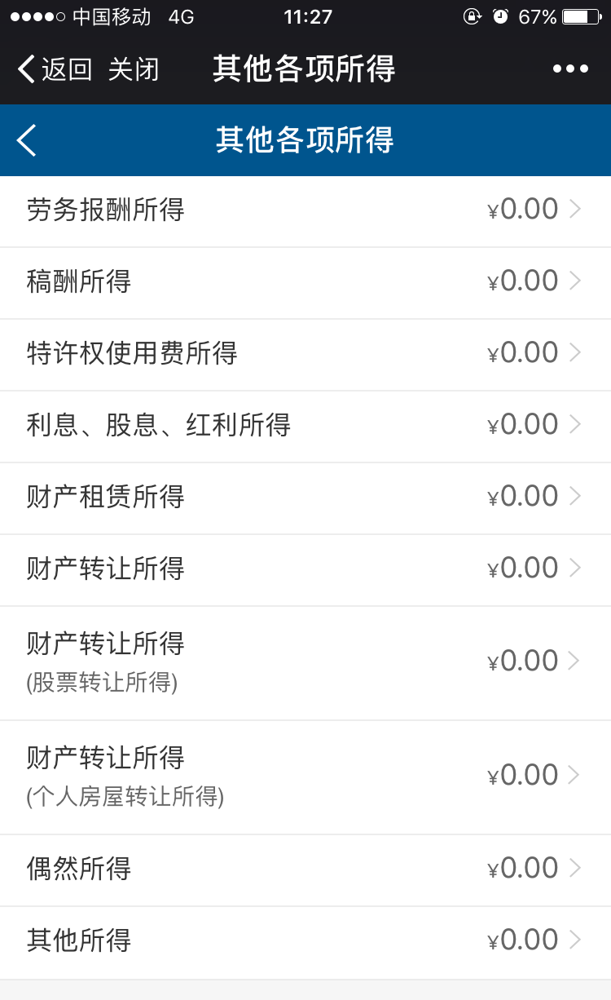 中国移动 4G 11:27 67%
返回 关闭 其他各项所得
其他各项所得
劳务报酬所得 ¥0.00
稿酬所得 ¥0.00
特许权使用费所得 ¥0.00
利息、股息、红利所得 ¥0.00
财产租赁所得 ¥0.00
财产转让所得 ¥0.00
财产转让所得
(股票转让所得) ¥0.00
财产转让所得
(个人房屋转让所得) ¥0.00
偶然所得 ¥0.00
其他所得 ¥0.00